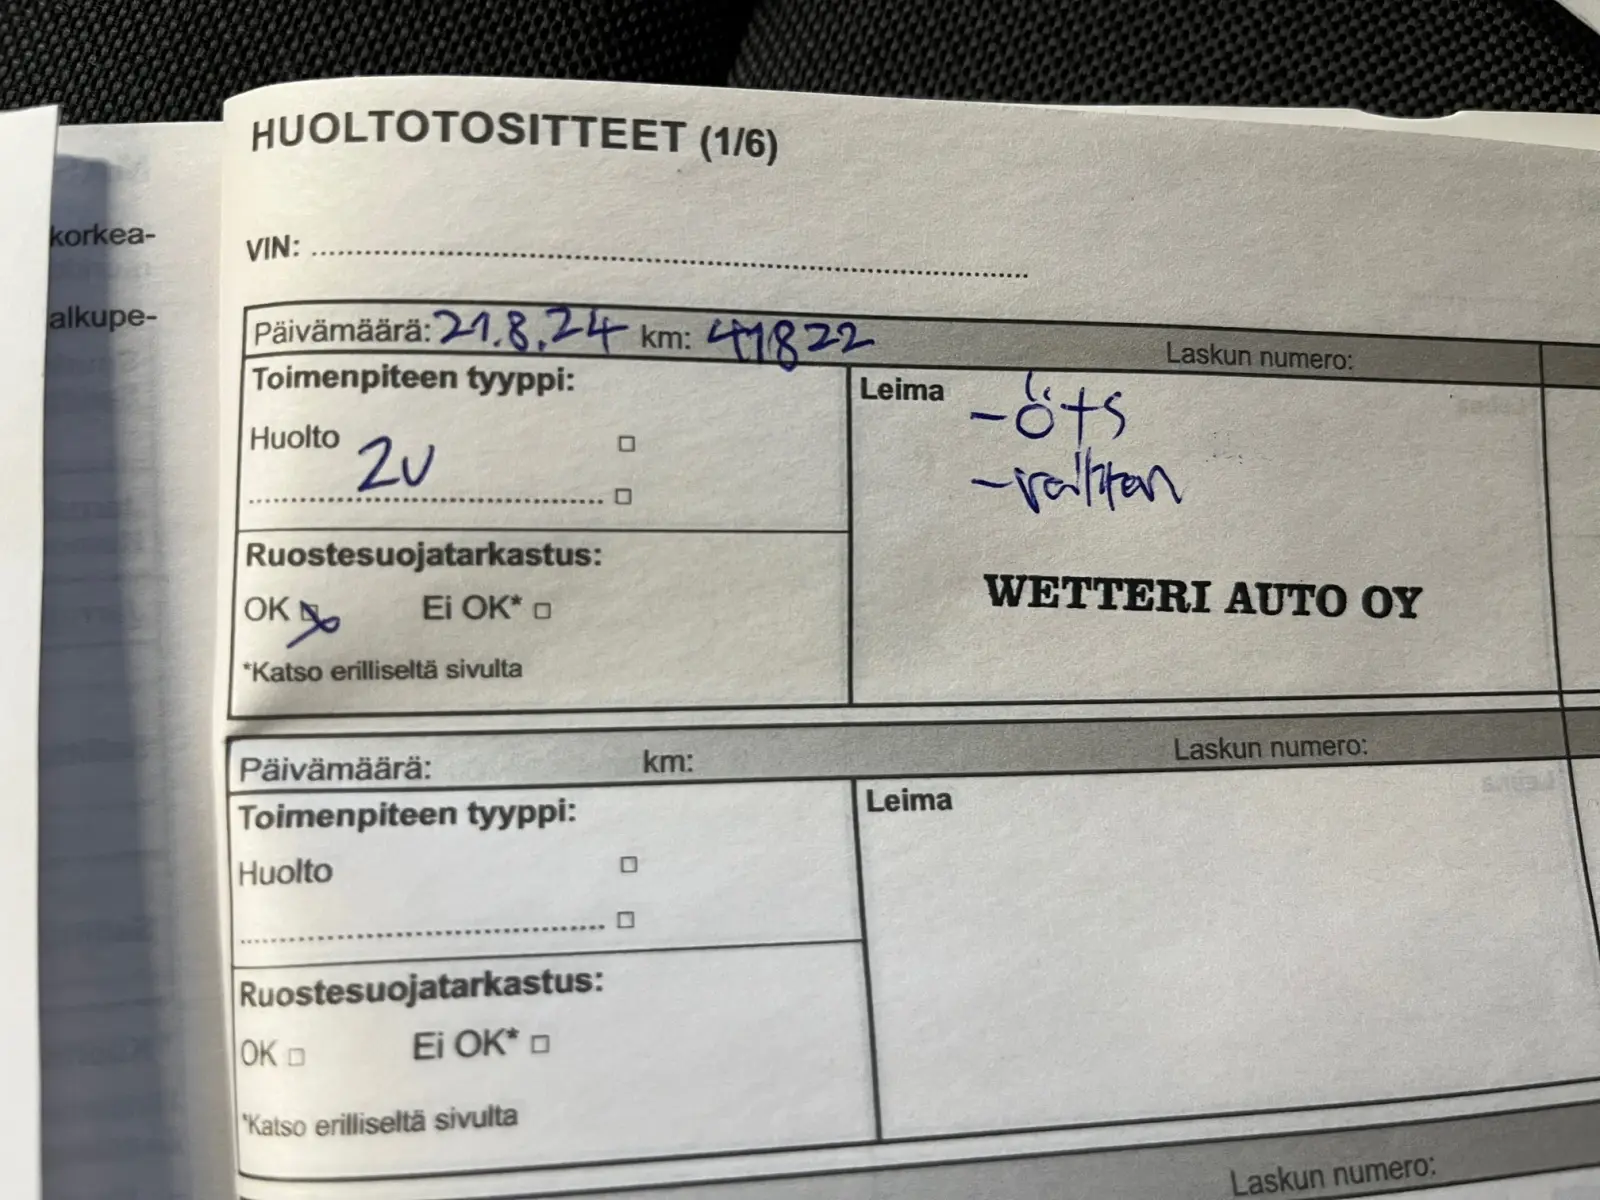 HUOLTOTOSITTEET (1/6)
korkea-
VIN:
alkupe-
Päivämäärä: 21.8.24 km: 41822 Laskun numero:
Toimenpiteen tyyppi:
Leima
- öts
Huolto
2v
Ruostesuojatarkastus:
OK Ei OK*
WETTERI AUTO OY
*Katso erilliseltä sivulta
Päivämäärä: km: Laskun numero:
Toimenpiteen tyyppi:
Leima
Huolto
Ruostesuojatarkastus:
OK Ei OK*
*Katso erilliseltä sivulta
Laskun numero: